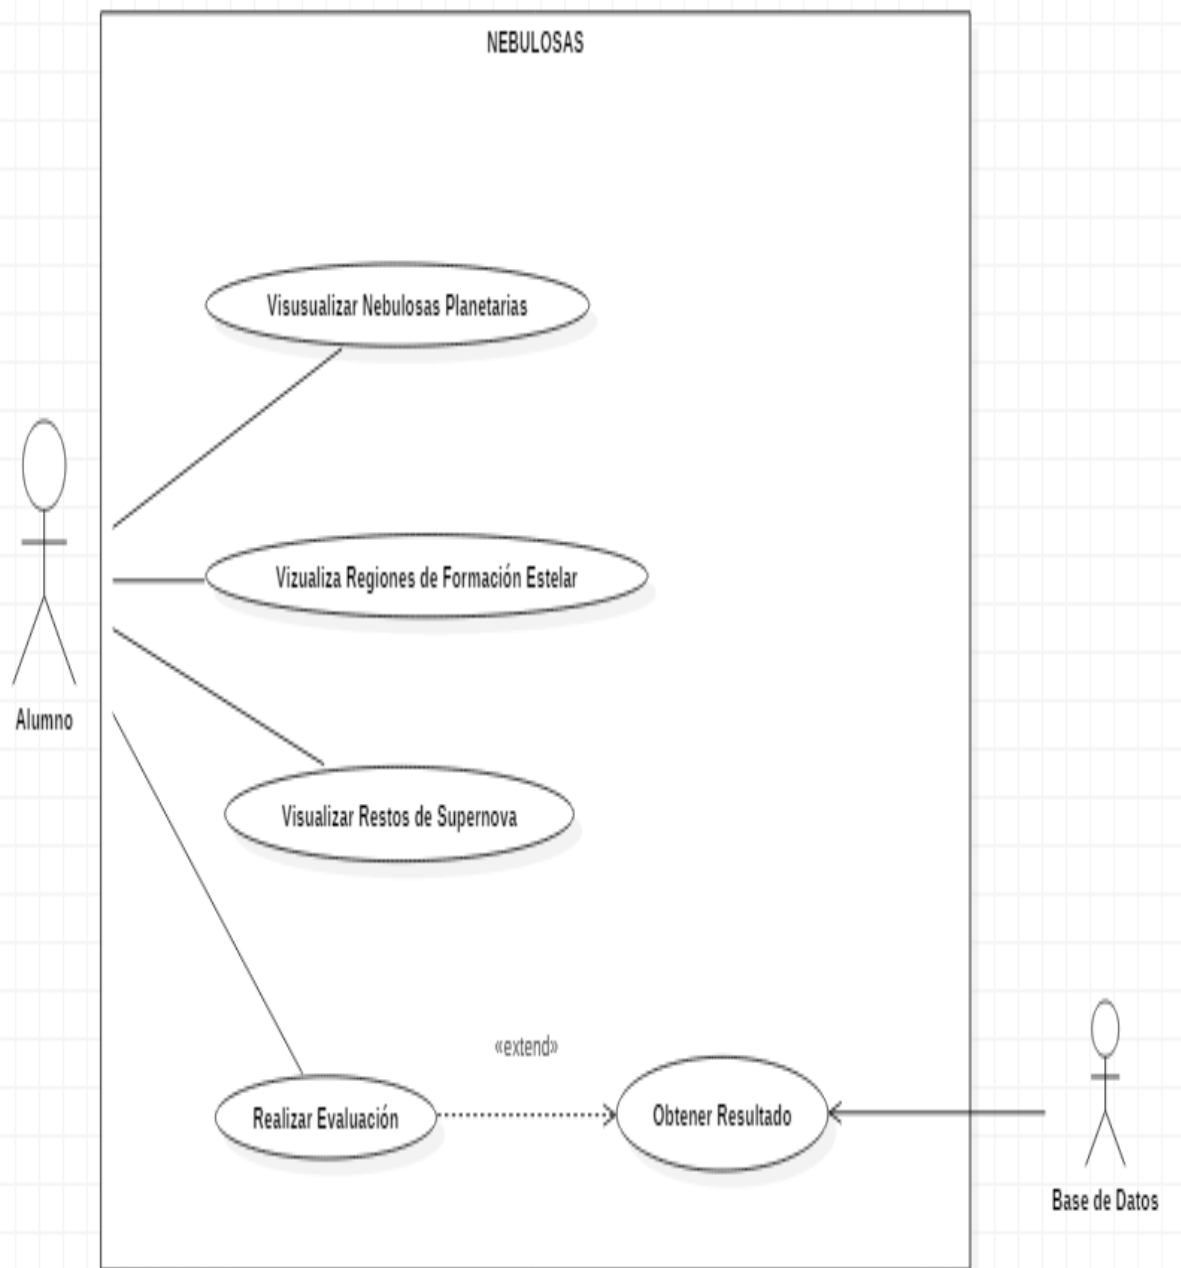 NEBULOSAS
Visusualizar Nebulosas Planetarias
Vizualiza Regiones de Formación Estelar
Alumno
Visualizar Restos de Supernova
«extend»
Realizar Evaluación
Obtener Resultado
Base de Datos